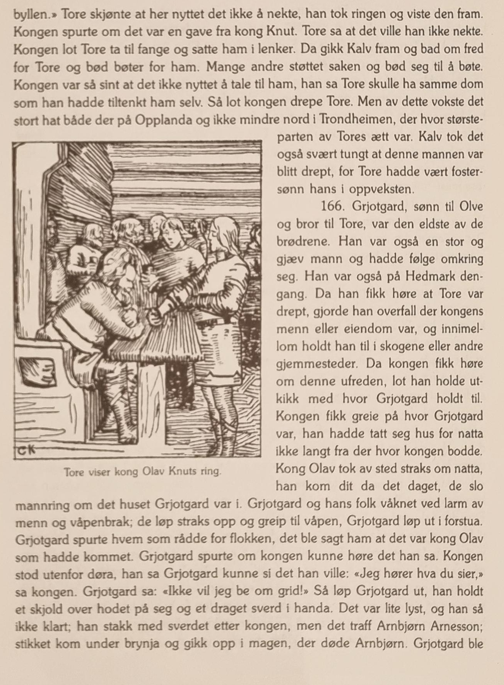 byllen.» Tore skjønte at her nyttet det ikke å nekte, han tok ringen og viste den fram.
Kongen spurte om det var en gave fra kong Knut. Tore sa at det ville han ikke nekte.
Kongen lot Tore ta til fange og satte ham i lenker. Da gikk Kalv fram og bad om fred
for Tore og bød bøter for ham. Mange andre støttet saken og bød seg til å bøte.
Kongen var så sint at det ikke nyttet å tale til ham, han sa Tore skulle ha samme dom
som han hadde tiltenkt ham selv. Så lot kongen drepe Tore. Men av dette vokste det
stort hat både der på Opplanda og ikke mindre nord i Trondheimen, der hvor største-
parten av Tores ætt var. Kalv tok det
også svært tungt at denne mannen var
blitt drept, for Tore hadde vært foster-
sønn hans i oppveksten.
166. Grjotgard, sønn til Olve
og bror til Tore, var den eldste av de
brødrene. Han var også en stor og
gjæv mann og hadde følge omkring
seg. Han var også på Hedmark den-
gang. Da han fikk høre at Tore var
drept, gjorde han overfall der kongens
menn eller eiendom var, og innimel-
lom holdt han til i skogene eller andre
gjemmesteder. Da kongen fikk høre
om denne ufreden, lot han holde ut-
kikk med hvor Grjotgard holdt til.
Kongen fikk greie på hvor Grjotgard
var, han hadde tatt seg hus for natta
ikke langt fra der hvor kongen bodde.
Kong Olav tok av sted straks om natta,
han kom dit da det daget, de slo
CK
Tore viser kong Olav Knuts ring.
mannring om det huset Grjotgard var i. Grjotgard og hans folk våknet ved larm av
menn og våpenbrak; de løp straks opp og greip til våpen, Grjotgard løp ut i forstua.
Grjotgard spurte hvem som rådde for flokken, det ble sagt ham at det var kong Olav
som hadde kommet. Grjotgard spurte om kongen kunne høre det han sa. Kongen
stod utenfor døra, han sa Grjotgard kunne si det han ville: «Jeg hører hva du sier,»
sa kongen. Grjotgard sa: «Ikke vil jeg be om grid!» Så løp Grjotgard ut, han holdt
et skjold over hodet på seg og et draget sverd i handa. Det var lite lyst, og han så
ikke klart; han stakk med sverdet etter kongen, men det traff Arnbjørn Arnesson;
stikket kom under brynja og gikk opp i magen, der døde Arnbjørn. Grjotgard ble